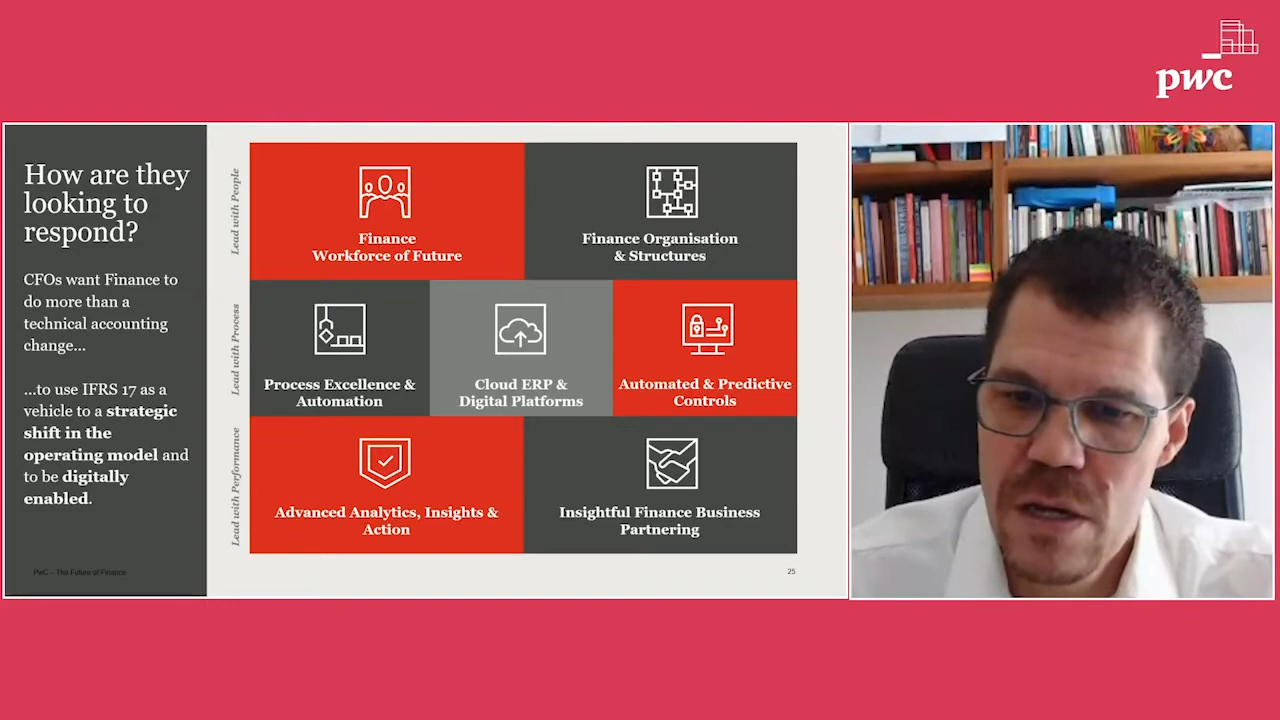 pwc
How are they
looking to
respond?
CFOs want Finance to
do more than a
technical accounting
change...
...to use IFRS 17 as a
vehicle to a strategic
shift in the
operating model and
to be digitally
enabled.
PwC – The Future of Finance
Lead with People
Finance
Workforce of Future
Finance Organisation
& Structures
Lead with Process
Process Excellence &
Automation
Cloud ERP &
Digital Platforms
Automated & Predictive
Controls
Lead with Performance
Advanced Analytics, Insights &
Action
Insightful Finance Business
Partnering
25